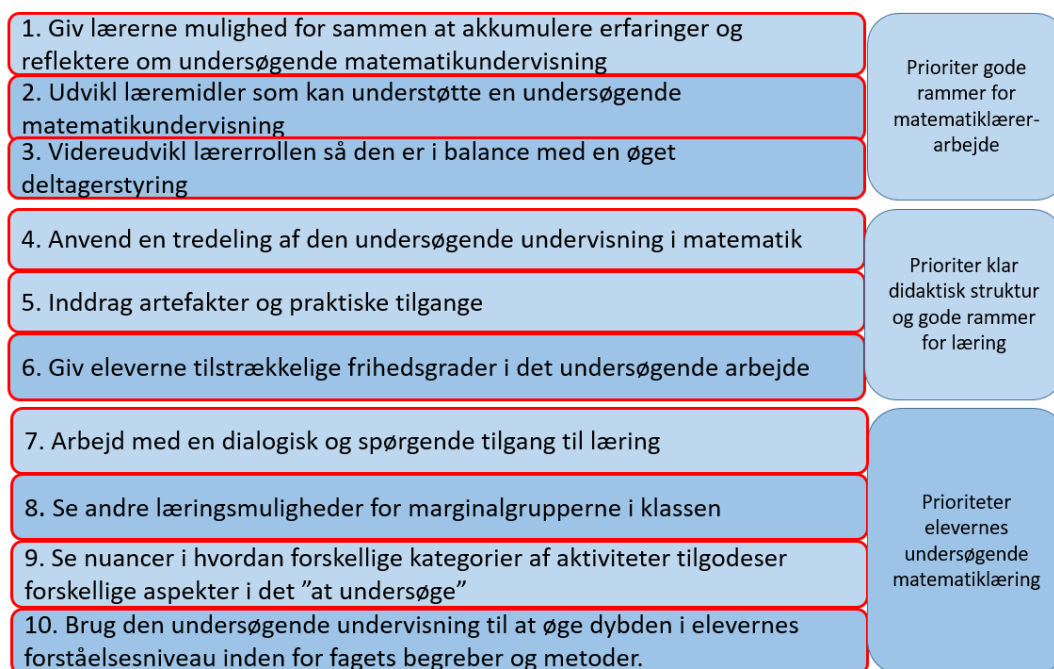 1. Giv lærerne mulighed for sammen at akkumulere erfaringer og
reflektere om undersøgende matematikundervisning
2. Udvikl læremidler som kan understøtte en undersøgende
matematikundervisning
3. Videreudvikl lærerrollen så den er i balance med en øget
deltagerstyring
Prioriter gode
rammer for
matematiklærer-
arbejde
4. Anvend en tredeling af den undersøgende undervisning i matematik
5. Inddrag artefakter og praktiske tilgange
6. Giv eleverne tilstrækkelige frihedsgrader i det undersøgende arbejde
Prioriter klar
didaktisk struktur
og gode rammer
for læring
7. Arbejd med en dialogisk og spørgende tilgang til læring
8. Se andre læringsmuligheder for marginalgrupperne i klassen
9. Se nuancer i hvordan forskellige kategorier af aktiviteter tilgodeser
forskellige aspekter i det ”at undersøge”
10. Brug den undersøgende undervisning til at øge dybden i elevernes
forståelsesniveau inden for fagets begreber og metoder.
Prioriteter
elevernes
undersøgende
matematiklæring